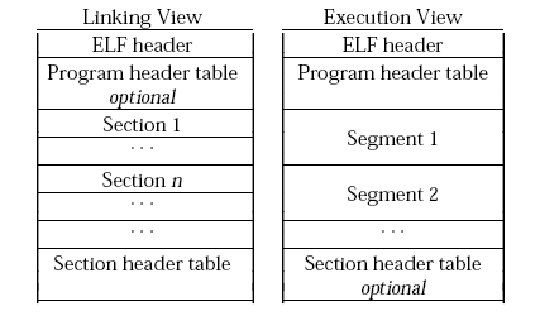 Linking View
ELF header
Program header table
optional
Section 1
. . .
Section n
. . .
. . .
Section header table
Execution View
ELF header
Program header table
Segment 1
Segment 2
. . .
Section header table
optional